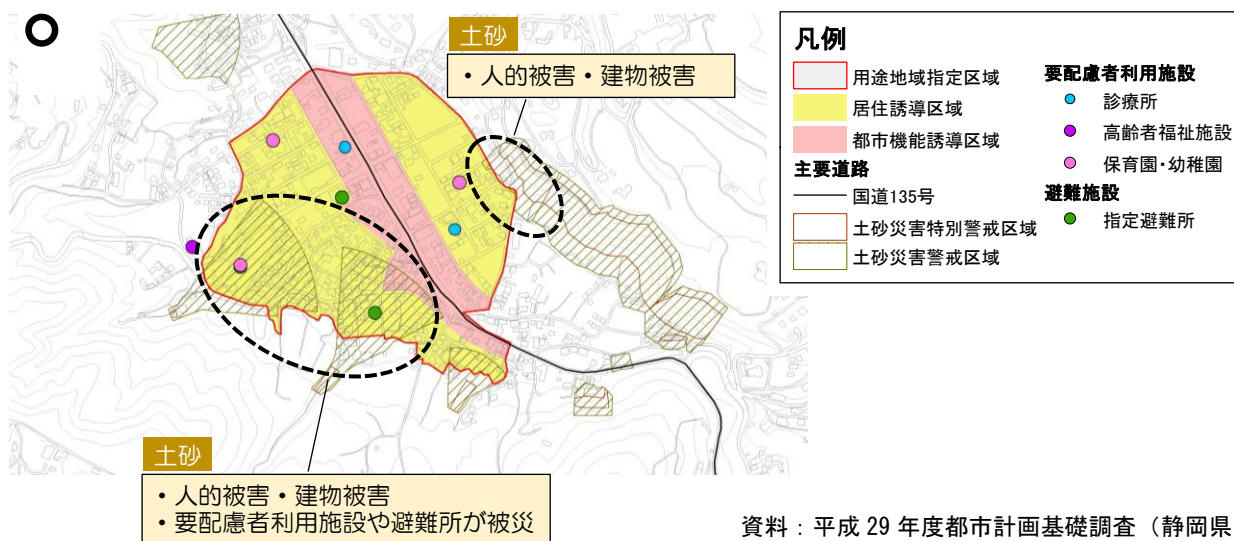 土砂
・人的被害・建物被害
土砂
・人的被害・建物被害
・要配慮者利用施設や避難所が被災
凡例
用途地域指定区域
居住誘導区域
都市機能誘導区域
主要道路
国道135号
土砂災害特別警戒区域
土砂災害警戒区域
要配慮者利用施設
診療所
高齢者福祉施設
保育園・幼稚園
避難施設
指定避難所
資料：平成 29 年度都市計画基礎調査（静岡県